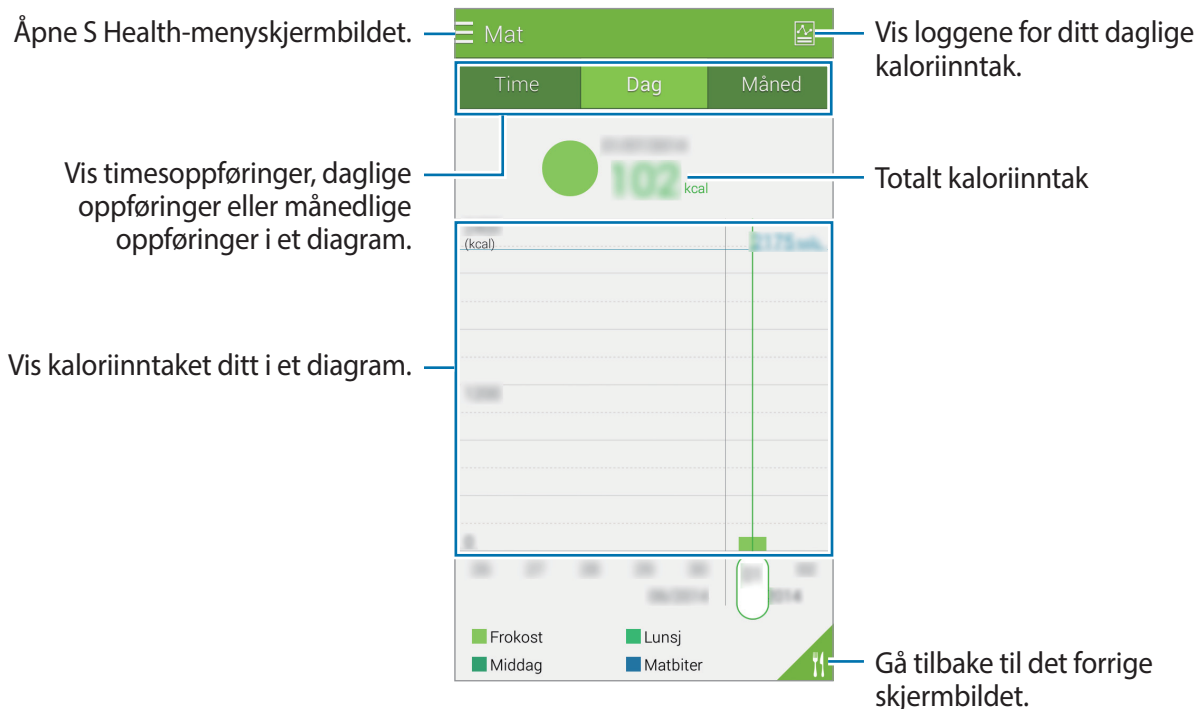 Åpne S Health-menyskjermbildet.
Mat
Vis loggene for ditt daglige
kaloriinntak.
Time
Dag
Måned
Vis timesoppføringer, daglige
oppføringer eller månedlige
oppføringer i et diagram.
102 kcal
Totalt kaloriinntak
(kcal)
Vis kaloriinntaket ditt i et diagram.
Frokost
Lunsj
Middag
Matbiter
Gå tilbake til det forrige
skjermbildet.